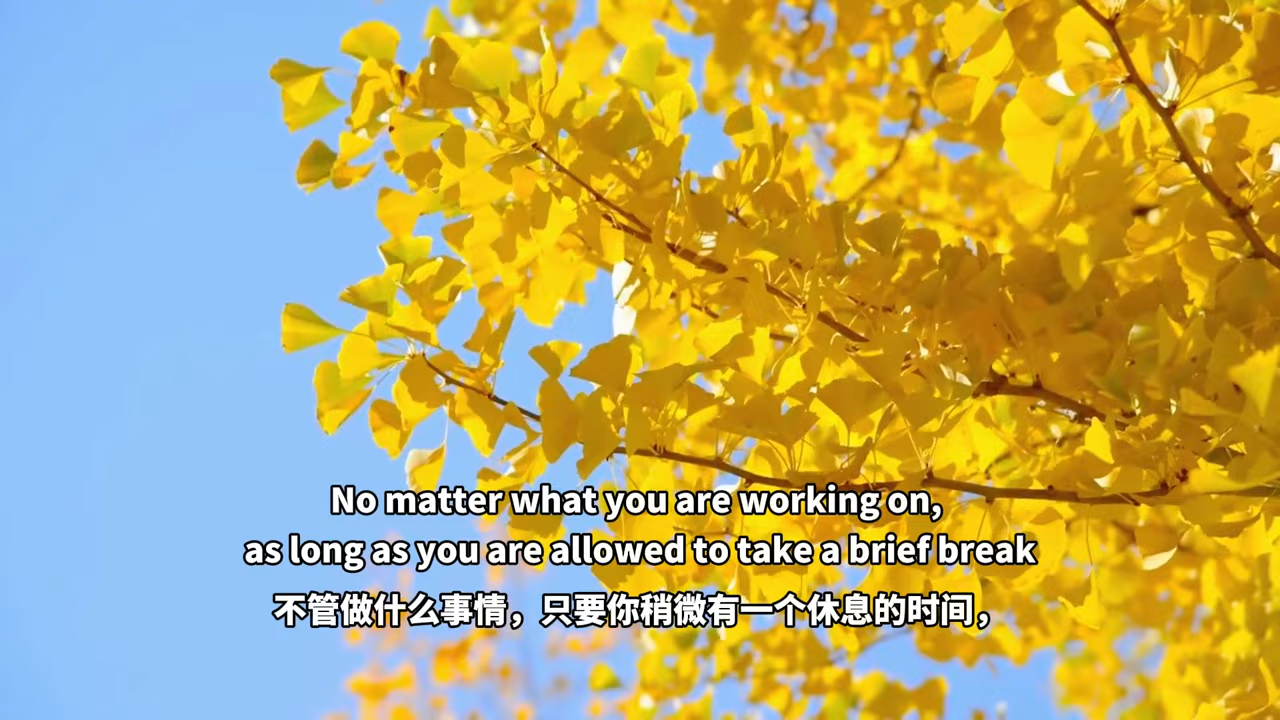 No matter what you are working on,
as long as you are allowed to take a brief break
不管做什么事情，只要你稍微有一个休息的时间，